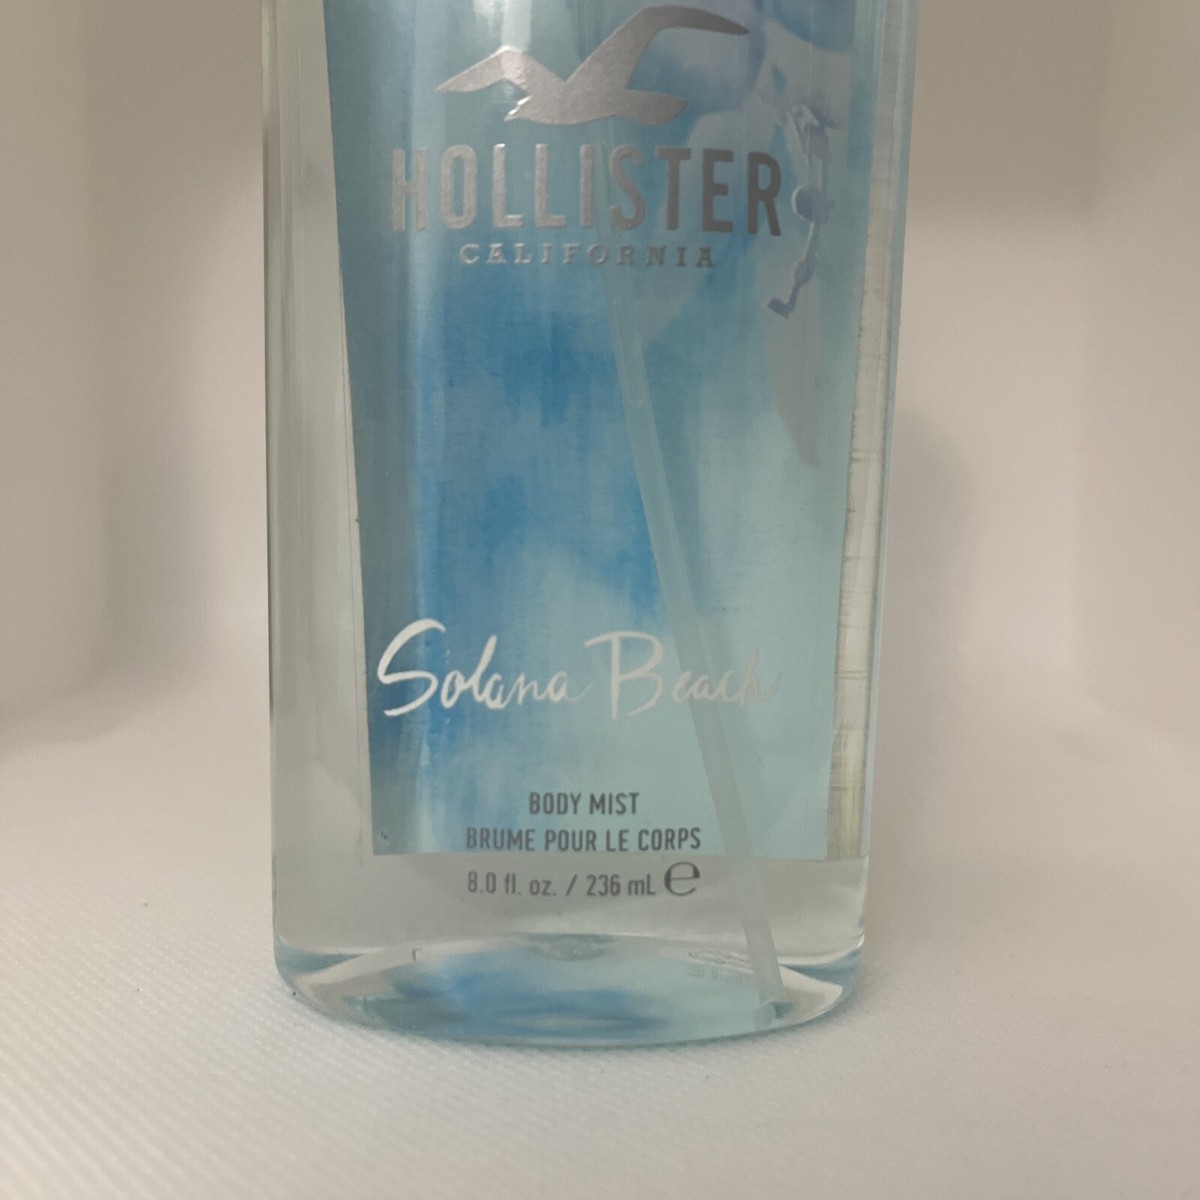 HOLLISTER
CALIFORNIA
Solana Beach
BODY MIST
BRUME POUR LE CORPS
8.0 fl. oz. / 236 mL ℮